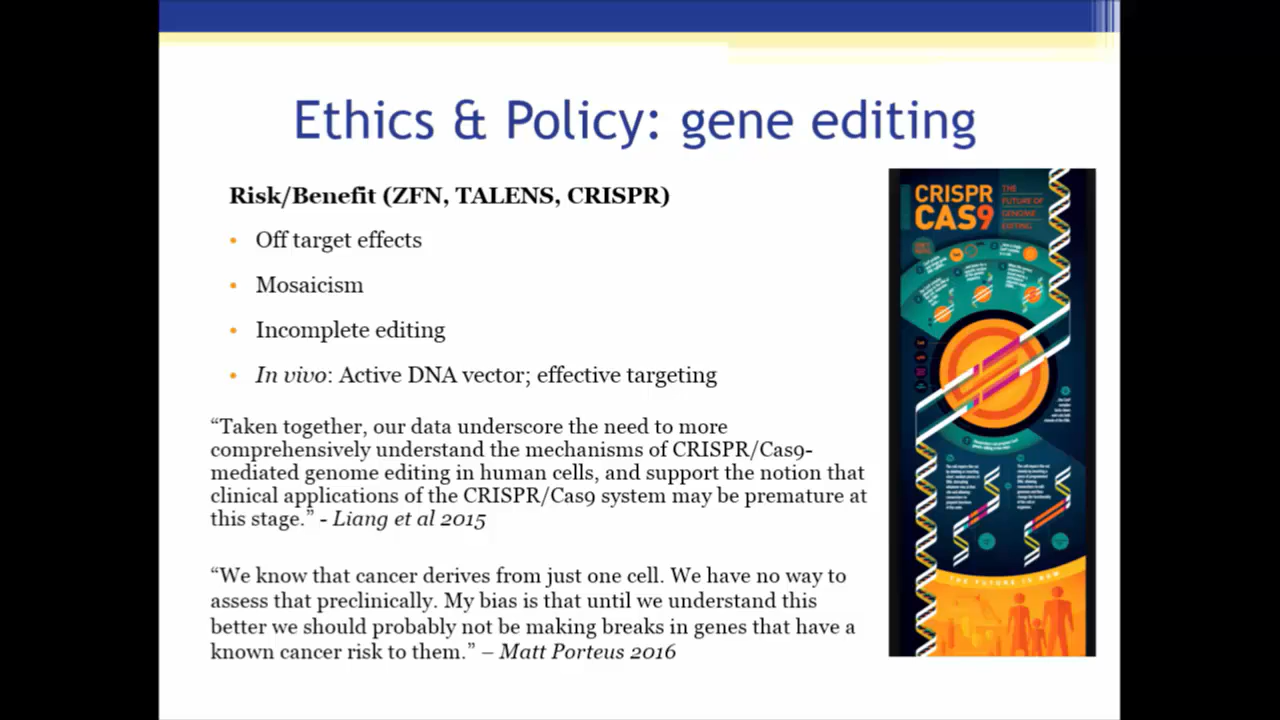 Ethics & Policy: gene editing
Risk/Benefit (ZFN, TALENS, CRISPR)
• Off target effects
• Mosaicism
• Incomplete editing
• In vivo: Active DNA vector; effective targeting
“Taken together, our data underscore the need to more
comprehensively understand the mechanisms of CRISPR/Cas9-
mediated genome editing in human cells, and support the notion that
clinical applications of the CRISPR/Cas9 system may be premature at
this stage.” - Liang et al 2015
“We know that cancer derives from just one cell. We have no way to
assess that preclinically. My bias is that until we understand this
better we should probably not be making breaks in genes that have a
known cancer risk to them.” – Matt Porteus 2016
CRISPR
CAS9
THE
FUTURE OF
GENOME
EDITING
THE FUTURE IS NOW